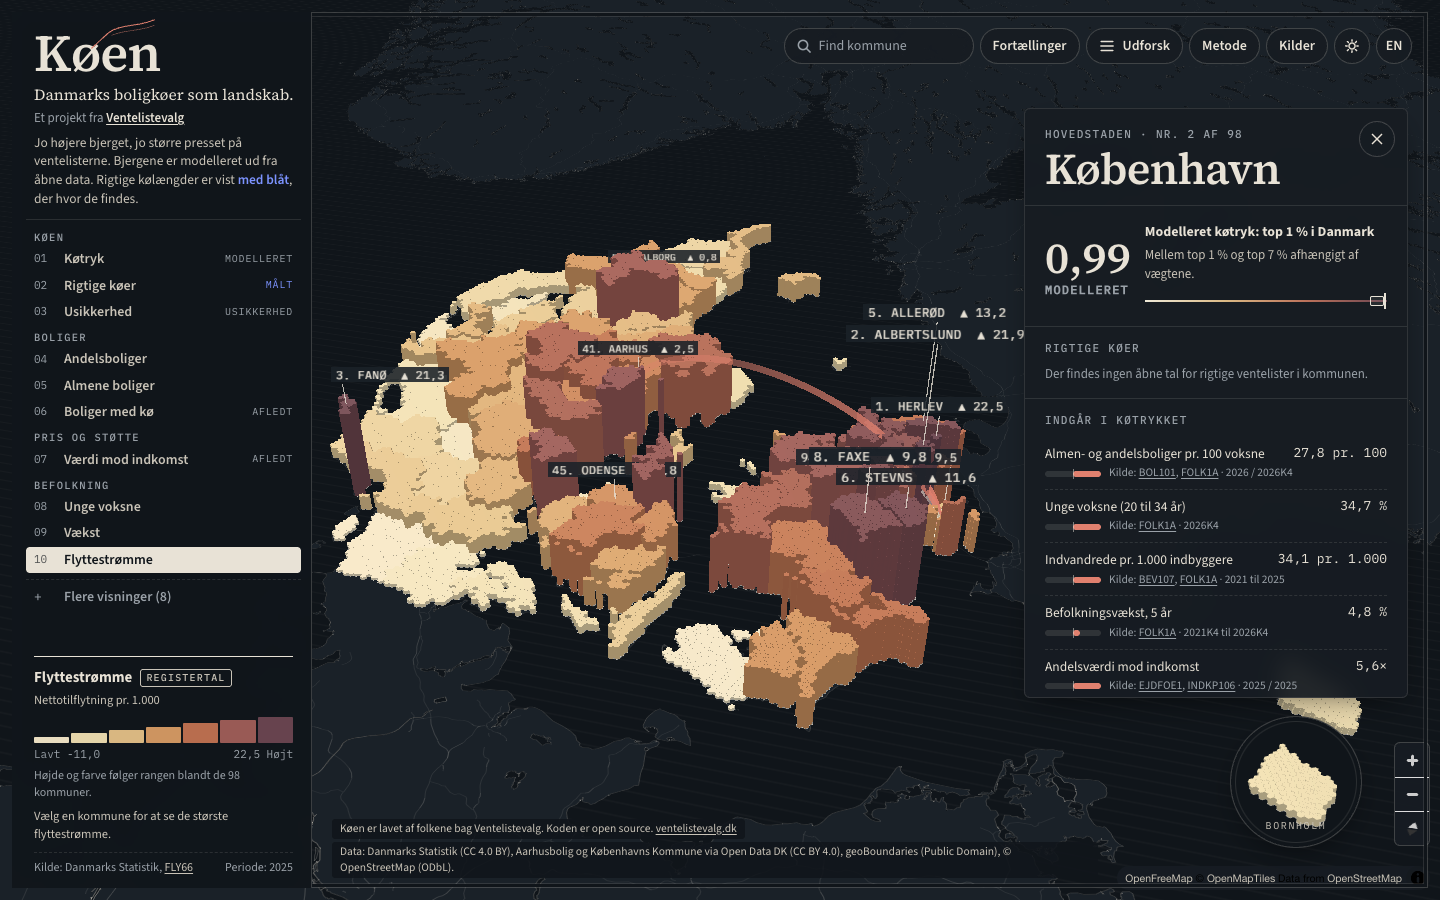 Køen
Danmarks boligkøer som landskab.
Et projekt fra Ventelistevalg
Jo højere bjerget, jo større presset på
ventelisterne. Bjergene er modelleret ud fra
åbne data. Rigtige kølængder er vist med blåt,
der hvor de findes.
KØEN
01 Køtryk MODELLERET
02 Rigtige køer MÅLT
03 Usikkerhed USIKKERHED
BOLIGER
04 Andelsboliger
05 Almene boliger
06 Boliger med kø AFLEDT
PRIS OG STØTTE
07 Værdi mod indkomst AFLEDT
BEFOLKNING
08 Unge voksne
09 Vækst
10 Flyttestrømme
+ Flere visninger (8)
Flyttestrømme REGISTERTAL
Nettotilflytning pr. 1.000
Lavt -11,0 22,5 Højt
Højde og farve følger rangen blandt de 98
kommuner.
Vælg en kommune for at se de største
flyttestrømme.
Kilde: Danmarks Statistik, FLY66 Periode: 2025
Find kommune
Fortællinger
Udforsk
Metode
Kilder
EN
▲ 0,8
5. ALLERØD ▲ 13,2
2. ALBERTSLUND ▲ 21,9
41. AARHUS ▲ 2,5
3. FANØ ▲ 21,3
1. HERLEV ▲ 22,5
8. FAXE ▲ 9,8
9,5
45. ODENSE
6. STEVNS ▲ 11,6
HOVEDSTADEN · NR. 2 AF 98
København
0,99
MODELLERET
Modelleret køtryk: top 1 % i Danmark
Mellem top 1 % og top 7 % afhængigt af
vægtene.
RIGTIGE KØER
Der findes ingen åbne tal for rigtige ventelister i kommunen.
INDGÅR I KØTRYKKET
Almen- og andelsboliger pr. 100 voksne 27,8 pr. 100
Kilde: BOL101, FOLK1A · 2026 / 2026K4
Unge voksne (20 til 34 år) 34,7 %
Kilde: FOLK1A · 2026K4
Indvandrede pr. 1.000 indbyggere 34,1 pr. 1.000
Kilde: BEV107, FOLK1A · 2021 til 2025
Befolkningsvækst, 5 år 4,8 %
Kilde: FOLK1A · 2021K4 til 2026K4
Andelsværdi mod indkomst 5,6×
Kilde: EJDFOE1, INDKP106 · 2025 / 2025
BORNHOLM
Køen er lavet af folkene bag Ventelistevalg. Koden er open source. ventelistevalg.dk
Data: Danmarks Statistik (CC 4.0 BY), Aarhusbolig og Københavns Kommune via Open Data DK (CC BY 4.0), geoBoundaries (Public Domain), ©
OpenStreetMap (ODbL).
OpenFreeMap © OpenMapTiles Data from OpenStreetMap